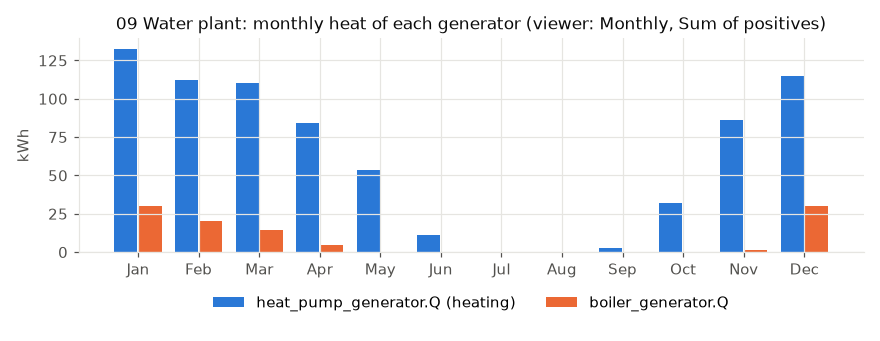 09 Water plant: monthly heat of each generator (viewer: Monthly, Sum of positives)
kWh
125
100
75
50
25
0
Jan Feb Mar Apr May Jun Jul Aug Sep Oct Nov Dec
heat_pump_generator.Q (heating) boiler_generator.Q